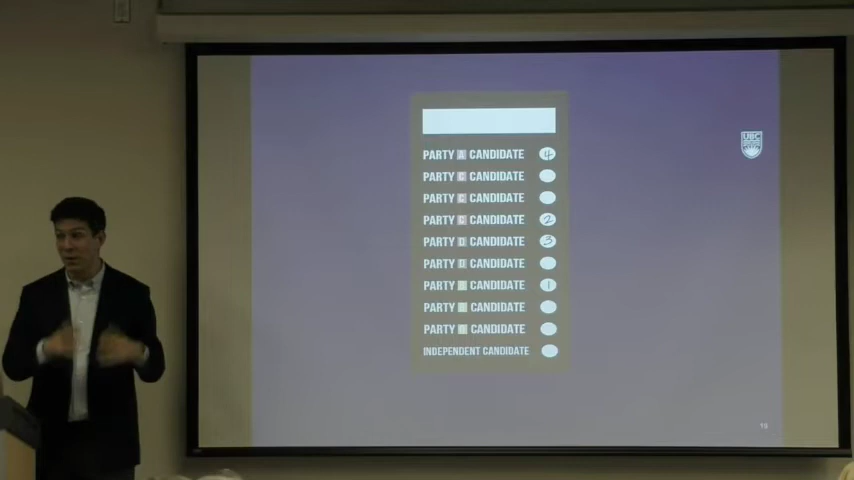 UBC
PARTY A CANDIDATE 4
PARTY C CANDIDATE
PARTY C CANDIDATE
PARTY C CANDIDATE 2
PARTY D CANDIDATE 3
PARTY D CANDIDATE
PARTY CANDIDATE 1
PARTY CANDIDATE
PARTY CANDIDATE
INDEPENDENT CANDIDATE